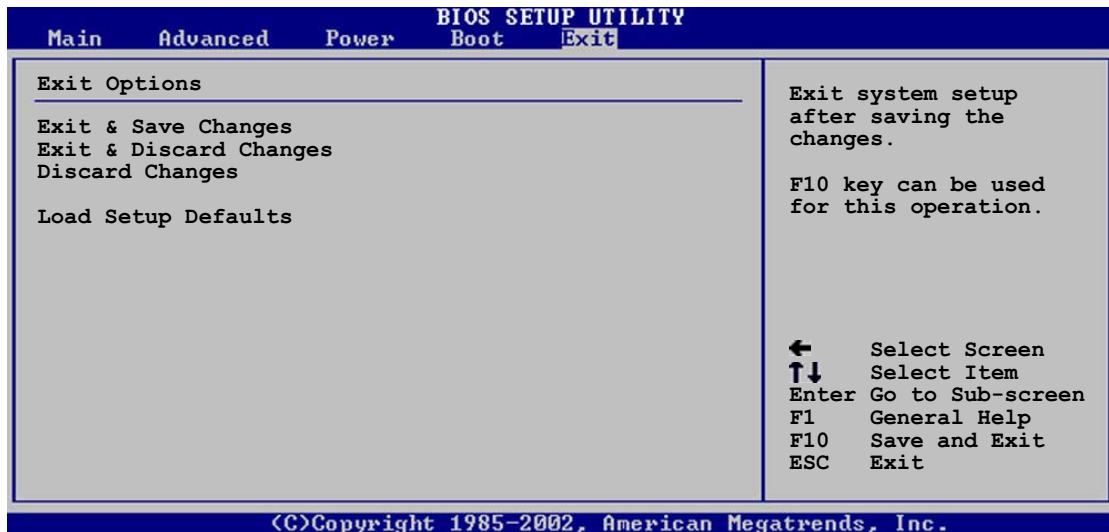 BIOS SETUP UTILITY
Main Advanced Power Boot Exit
Exit Options
Exit & Save Changes
Exit & Discard Changes
Discard Changes
Load Setup Defaults
Exit system setup
after saving the
changes.
F10 key can be used
for this operation.
← Select Screen
↑↓ Select Item
Enter Go to Sub-screen
F1 General Help
F10 Save and Exit
ESC Exit
(C)Copyright 1985-2002, American Megatrends, Inc.